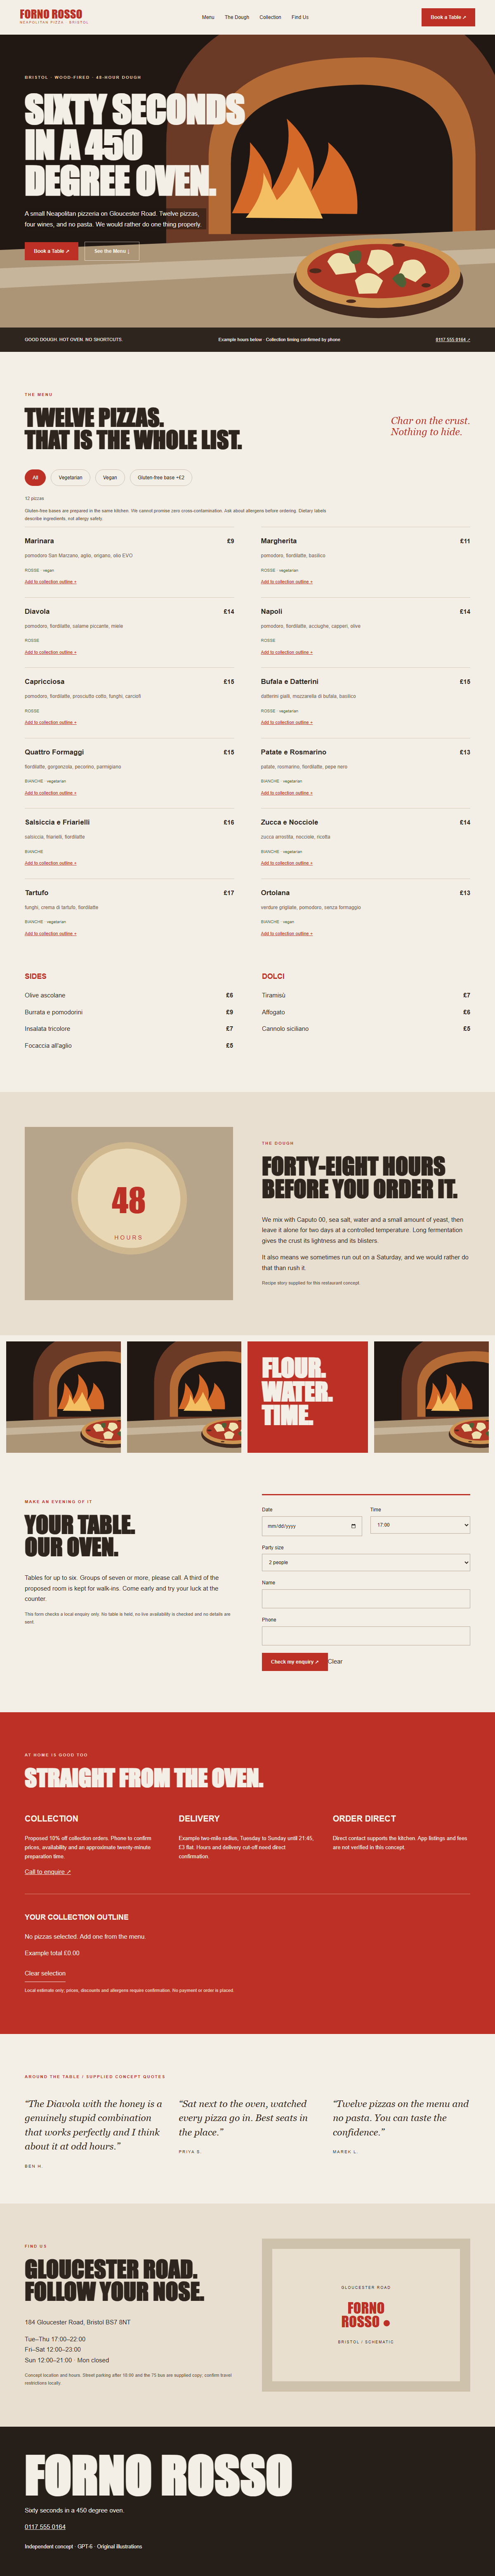 FORNO ROSSO
NEAPOLITAN PIZZA · BRISTOL
Menu
The Dough
Collection
Find Us
Book a Table ↗
BRISTOL · WOOD-FIRED · 48-HOUR DOUGH
SIXTY SECONDS
IN A 450
DEGREE OVEN.
A small Neapolitan pizzeria on Gloucester Road. Twelve pizzas,
four wines, and no pasta. We would rather do one thing properly.
Book a Table ↗
See the Menu ↓
GOOD DOUGH. HOT OVEN. NO SHORTCUTS.
Example hours below · Collection timing confirmed by phone
0117 555 0164 ↗
THE MENU
TWELVE PIZZAS.
THAT IS THE WHOLE LIST.
Char on the crust.
Nothing to hide.
All
Vegetarian
Vegan
Gluten-free base +£2
12 pizzas
Gluten-free bases are prepared in the same kitchen. We cannot promise zero cross-contamination. Ask about allergens before ordering. Dietary labels
describe ingredients, not allergy safety.
Marinara £9
pomodoro San Marzano, aglio, origano, olio EVO
ROSSE · vegan
Add to collection outline +
Margherita £11
pomodoro, fiordilatte, basilico
ROSSE · vegetarian
Add to collection outline +
Diavola £14
pomodoro, fiordilatte, salame piccante, miele
ROSSE
Add to collection outline +
Napoli £14
pomodoro, fiordilatte, acciughe, capperi, olive
ROSSE
Add to collection outline +
Capricciosa £15
pomodoro, fiordilatte, prosciutto cotto, funghi, carciofi
ROSSE
Add to collection outline +
Bufala e Datterini £15
datterini gialli, mozzarella di bufala, basilico
ROSSE · vegetarian
Add to collection outline +
Quattro Formaggi £15
fiordilatte, gorgonzola, pecorino, parmigiano
BIANCHE · vegetarian
Add to collection outline +
Patate e Rosmarino £13
patate, rosmarino, fiordilatte, pepe nero
BIANCHE · vegetarian
Add to collection outline +
Salsiccia e Friarielli £16
salsiccia, friarielli, fiordilatte
BIANCHE
Add to collection outline +
Zucca e Nocciole £14
zucca arrostita, nocciole, ricotta
BIANCHE · vegetarian
Add to collection outline +
Tartufo £17
funghi, crema di tartufo, fiordilatte
BIANCHE · vegetarian
Add to collection outline +
Ortolana £13
verdure grigliate, pomodoro, senza formaggio
BIANCHE · vegan
Add to collection outline +
SIDES
Olive ascolane £6
Burrata e pomodorini £9
Insalata tricolore £7
Focaccia all'aglio £5
DOLCI
Tiramisù £7
Affogato £6
Cannolo siciliano £5
48
HOURS
THE DOUGH
FORTY-EIGHT HOURS
BEFORE YOU ORDER IT.
We mix with Caputo 00, sea salt, water and a small amount of yeast, then
leave it alone for two days at a controlled temperature. Long fermentation
gives the crust its lightness and its blisters.
It also means we sometimes run out on a Saturday, and we would rather do
that than rush it.
Recipe story supplied for this restaurant concept
FLOUR.
WATER.
TIME.
MAKE AN EVENING OF IT
YOUR TABLE.
OUR OVEN.
Tables for up to six. Groups of seven or more, please call. A third of the
proposed room is kept for walk-ins. Come early and try your luck at the
counter.
This form checks a local enquiry only. No table is held, no live availability is checked and no details are
sent.
Date
mm/dd/yyyy
Time
17:00
Party size
2 people
Name
Phone
Check my enquiry ↗
Clear
AT HOME IS GOOD TOO
STRAIGHT FROM THE OVEN.
COLLECTION
Proposed 10% off collection orders. Phone to confirm
prices, availability and an approximate twenty-minute
preparation time.
Call to enquire ↗
DELIVERY
Example two-mile radius, Tuesday to Sunday until 21:45,
£3 flat. Hours and delivery cut-off need direct
confirmation.
ORDER DIRECT
Direct contact supports the kitchen. App listings and fees
are not verified in this concept.
YOUR COLLECTION OUTLINE
No pizzas selected. Add one from the menu.
Example total £0.00
Clear selection
Local estimate only; prices, discounts and allergens require confirmation. No payment or order is placed
AROUND THE TABLE / SUPPLIED CONCEPT QUOTES
“The Diavola with the honey is a
genuinely stupid combination
that works perfectly and I think
about it at odd hours.”
BEN H.
“Sat next to the oven, watched
every pizza go in. Best seats in
the place.”
PRIYA S.
“Twelve pizzas on the menu and
no pasta. You can taste the
confidence.”
MAREK L.
FIND US
GLOUCESTER ROAD.
FOLLOW YOUR NOSE.
184 Gloucester Road, Bristol BS7 8NT
Tue–Thu 17:00–22:00
Fri–Sat 12:00–23:00
Sun 12:00–21:00 · Mon closed
Concept location and hours. Street parking after 18:00 and the 75 bus are supplied copy; confirm travel
restrictions locally.
GLOUCESTER ROAD
FORNO
ROSSO
BRISTOL / SCHEMATIC
FORNO ROSSO
Sixty seconds in a 450 degree oven.
0117 555 0164
Independent concept · GPT-6 · Original illustrations